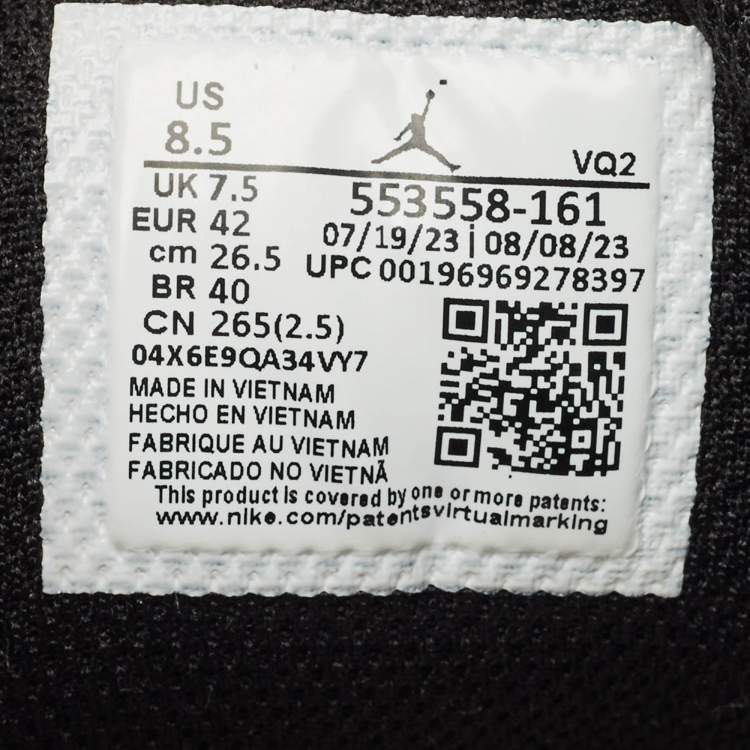 US
8.5
VQ2
UK 7.5
553558-161
EUR 42
07/19/23 | 08/08/23
cm 26.5
UPC 00196969278397
BR 40
CN 265(2.5)
04X6E9QA34VY7
MADE IN VIETNAM
HECHO EN VIETNAM
FABRIQUE AU VIETNAM
FABRICADO NO VIETNÃ
This product is covered by one or more patents:
www.nike.com/patentsvirtualmarking